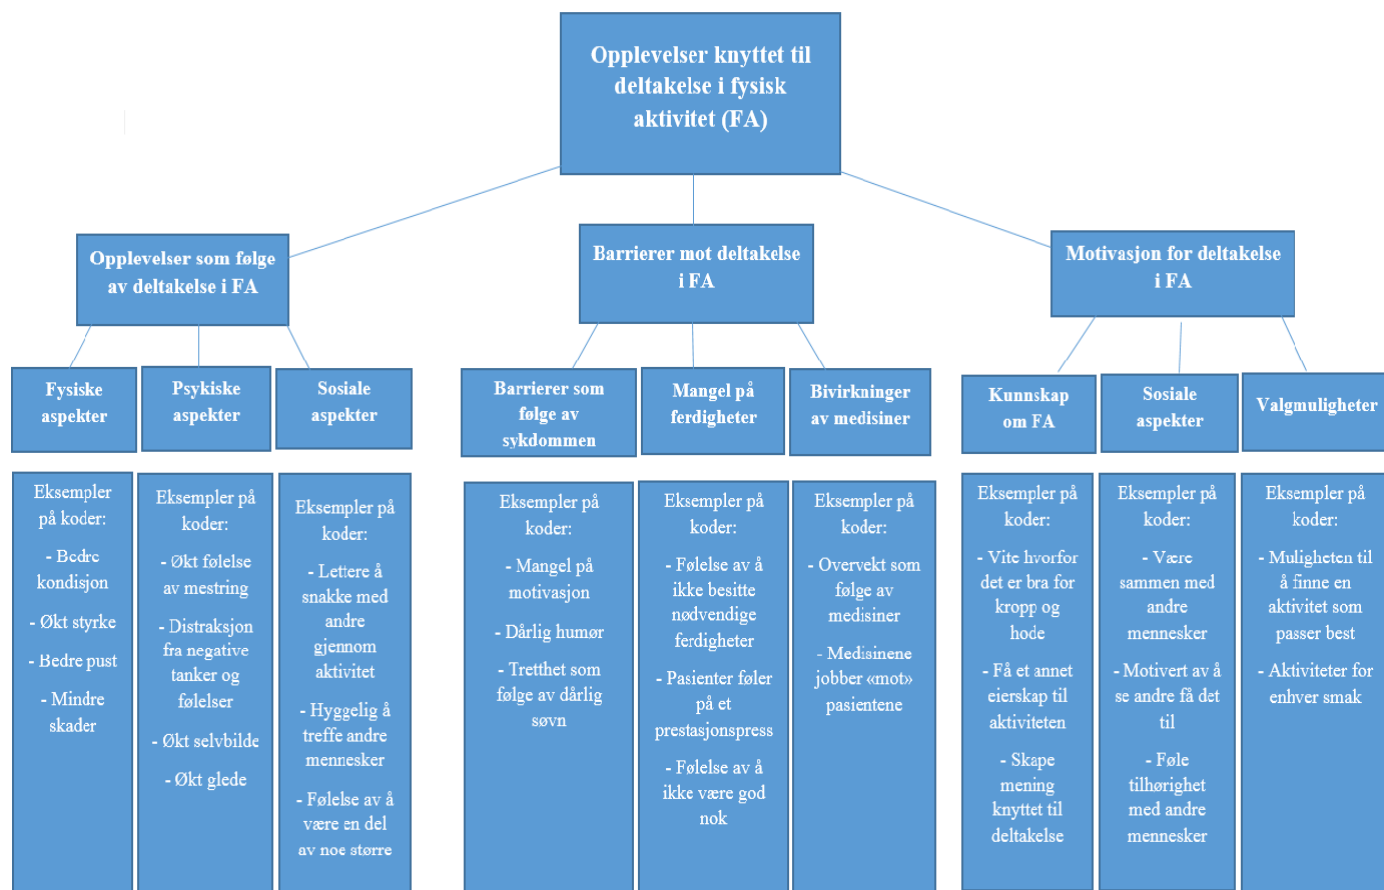 Opplevelser knyttet til
deltakelse i fysisk
aktivitet (FA)
Opplevelser som følge
av deltakelse i FA
Barrierer mot deltakelse
i FA
Motivasjon for deltakelse
i FA
Fysiske
aspekter
Psykiske
aspekter
Sosiale
aspekter
Barrierer som
følge av
sykdommen
Mangel på
ferdigheter
Bivirkninger
av medisiner
Kunnskap
om FA
Sosiale
aspekter
Valgmuligheter
Eksempler
på koder:
- Bedre
kondisjon
- Økt styrke
- Bedre pust
- Mindre
skader
Eksempler på
koder:
- Økt følelse
av mestring
- Distraksjon
fra negative
tanker og
følelser
- Økt selvbilde
- Økt glede
Eksempler på
koder:
- Lettere å
snakke med
andre
gjennom
aktivitet
- Hyggelig å
treffe andre
mennesker
- Følelse av å
være en del
av noe større
Eksempler på
koder:
- Mangel på
motivasjon
- Dårlig humør
- Tretthet som
følge av dårlig
søvn
Eksempler på
koder:
- Følelse av å
ikke besitte
nødvendige
ferdigheter
- Pasienter føler
på et
prestasjonspress
- Følelse av å
ikke være god
nok
Eksempler på
koder:
- Overvekt som
følge av
medisiner
- Medisinene
jobber «mot»
pasientene
Eksempler på
koder:
- Vite hvorfor
det er bra for
kropp og
hode
- Få et annet
eierskap til
aktiviteten
- Skape
mening
knyttet til
deltakelse
Eksempler på
koder:
- Være
sammen med
andre
mennesker
- Motivert av å
se andre få det
til
- Føle
tilhørighet
med andre
mennesker
Eksempler på
koder:
- Muligheten til
å finne en
aktivitet som
passer best
- Aktiviteter for
enhver smak